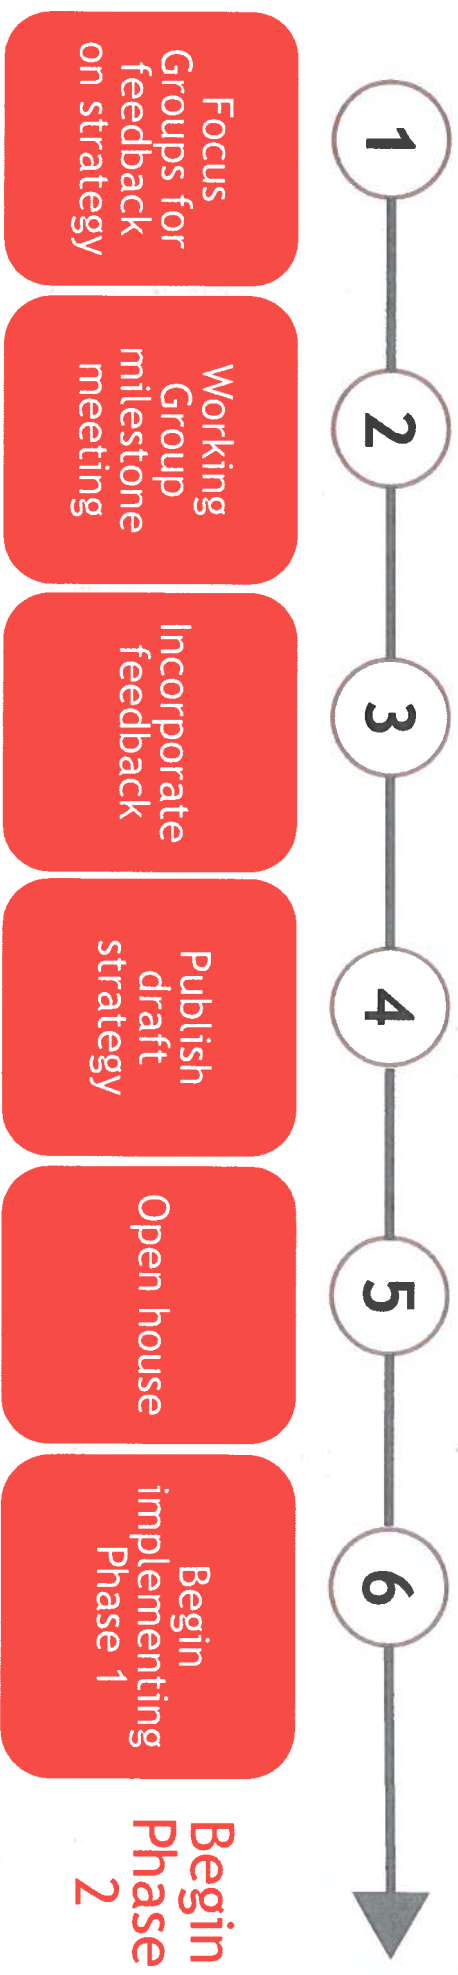 1
2
3
4
5
6
Focus
Groups for
feedback
on strategy
Working
Group
milestone
meeting
Incorporate
feedback
Publish
draft
strategy
Open house
Begin
implementing
Phase 1
Begin
Phase
2